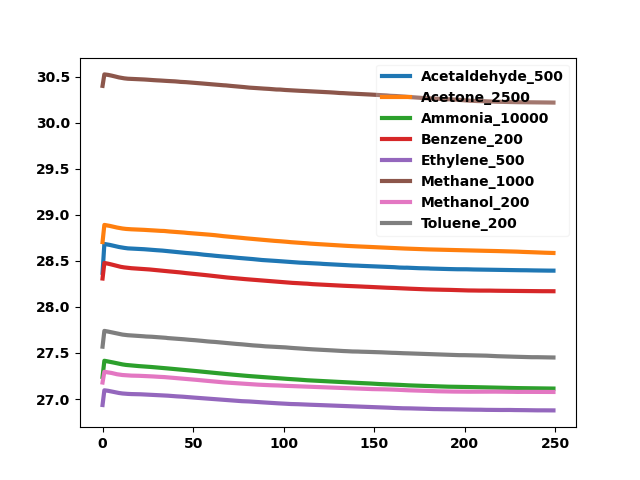 30.5
30.0
29.5
29.0
28.5
28.0
27.5
27.0
0 50 100 150 200 250
Acetaldehyde_500
Acetone_2500
Ammonia_10000
Benzene_200
Ethylene_500
Methane_1000
Methanol_200
Toluene_200